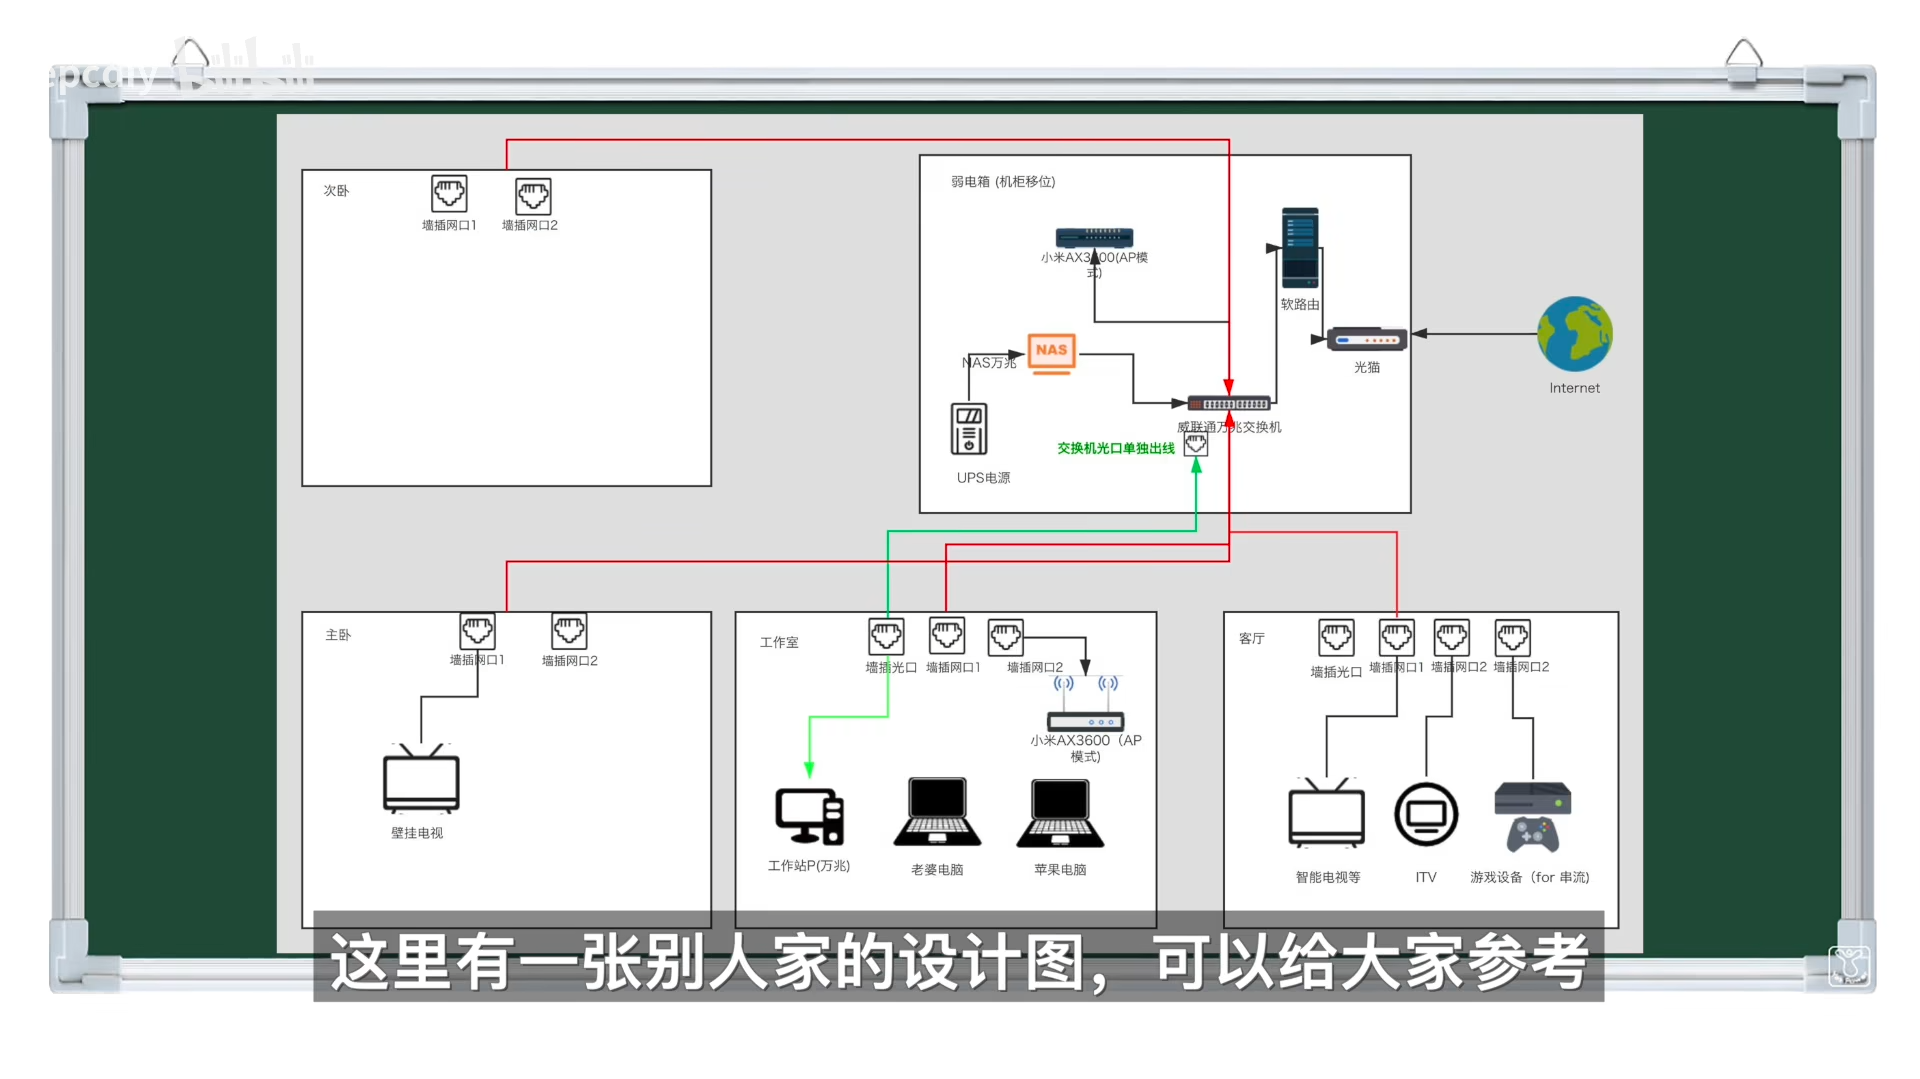 epcdiy
次卧
墙插网口1
墙插网口2
弱电箱 (机柜移位)
小米AX3600(AP模
式)
软路由
NAS
NAS万兆
光猫
Internet
威联通万兆交换机
交换机光口单独出线
UPS电源
主卧
墙插网口1
墙插网口2
壁挂电视
工作室
墙插光口
墙插网口1
墙插网口2
小米AX3600（AP
模式)
工作站P(万兆)
老婆电脑
苹果电脑
客厅
墙插光口
墙插网口1
墙插网口2
墙插网口2
智能电视等
ITV
游戏设备（for 串流)
这里有一张别人家的设计图，可以给大家参考